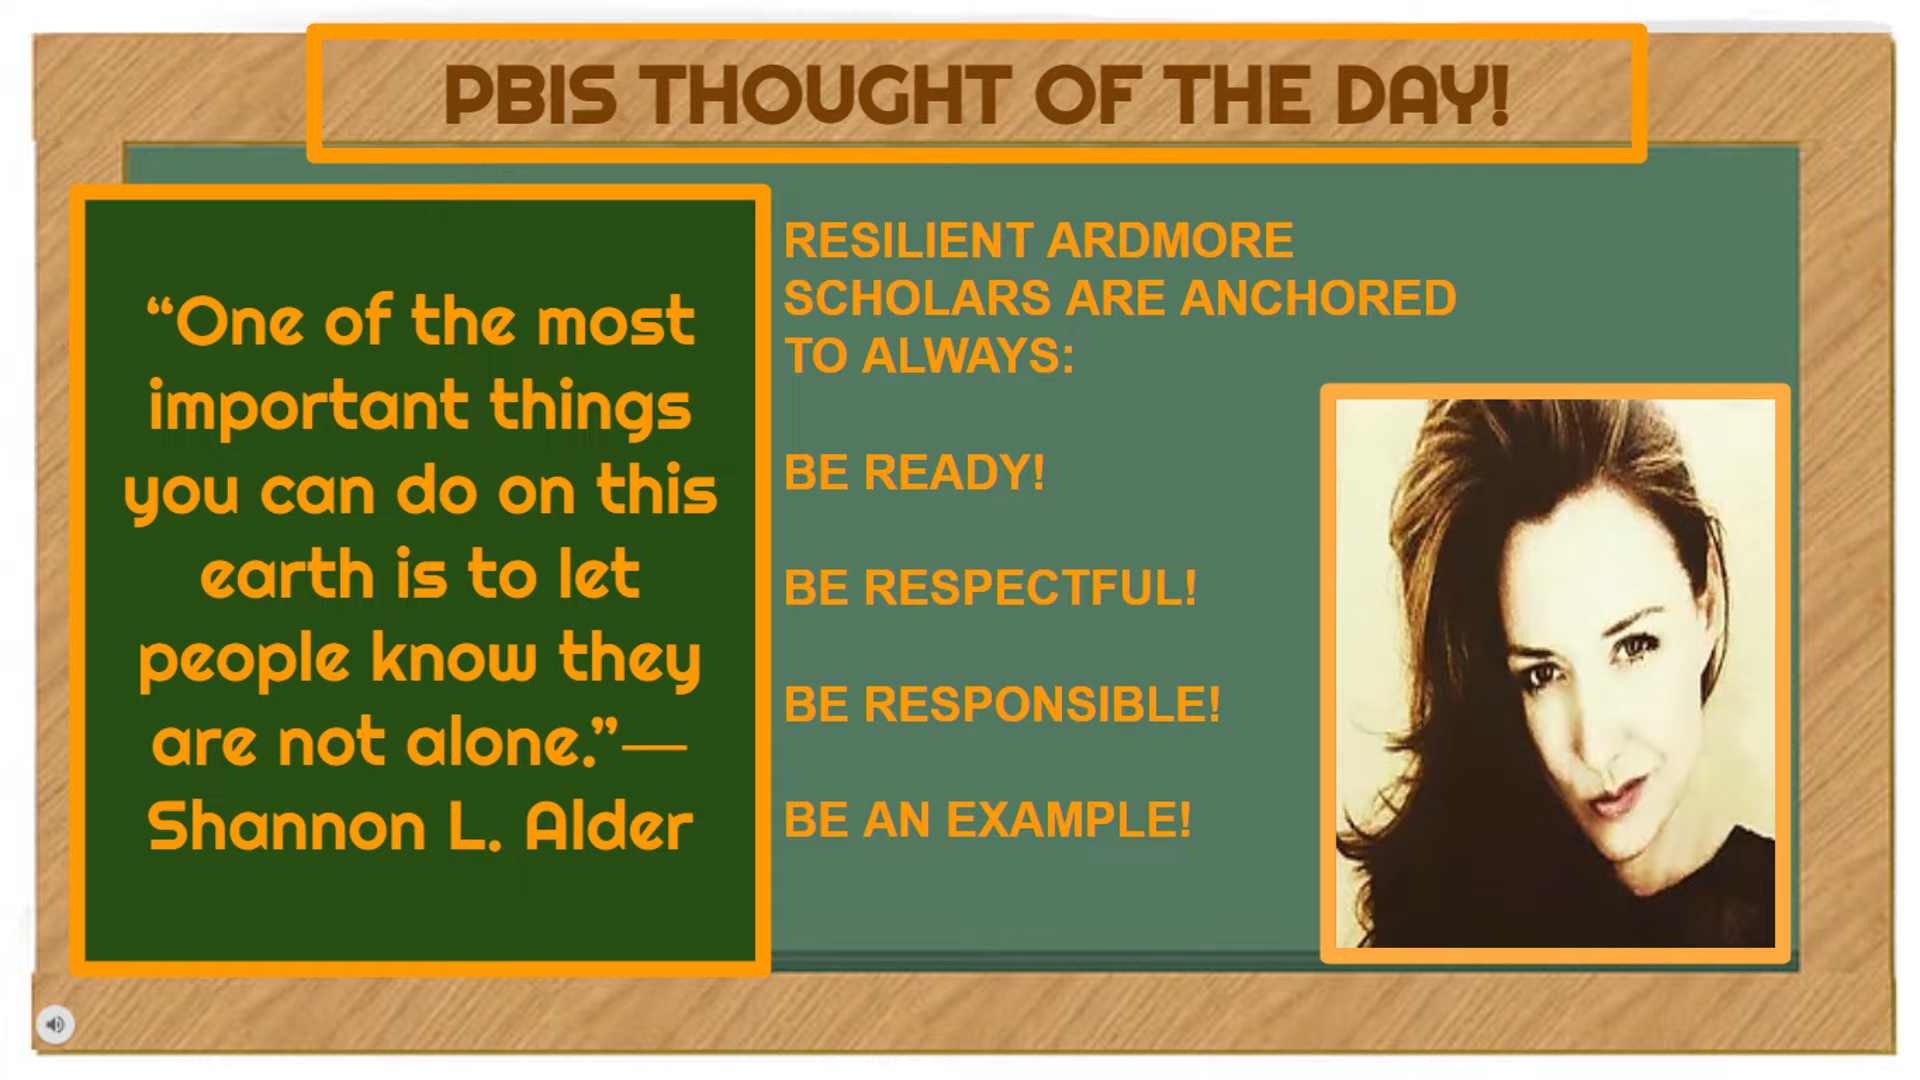 PBIS THOUGHT OF THE DAY!
“One of the most
important things
you can do on this
earth is to let
people know they
are not alone.”—
Shannon L. Alder
RESILIENT ARDMORE
SCHOLARS ARE ANCHORED
TO ALWAYS:
BE READY!
BE RESPECTFUL!
BE RESPONSIBLE!
BE AN EXAMPLE!